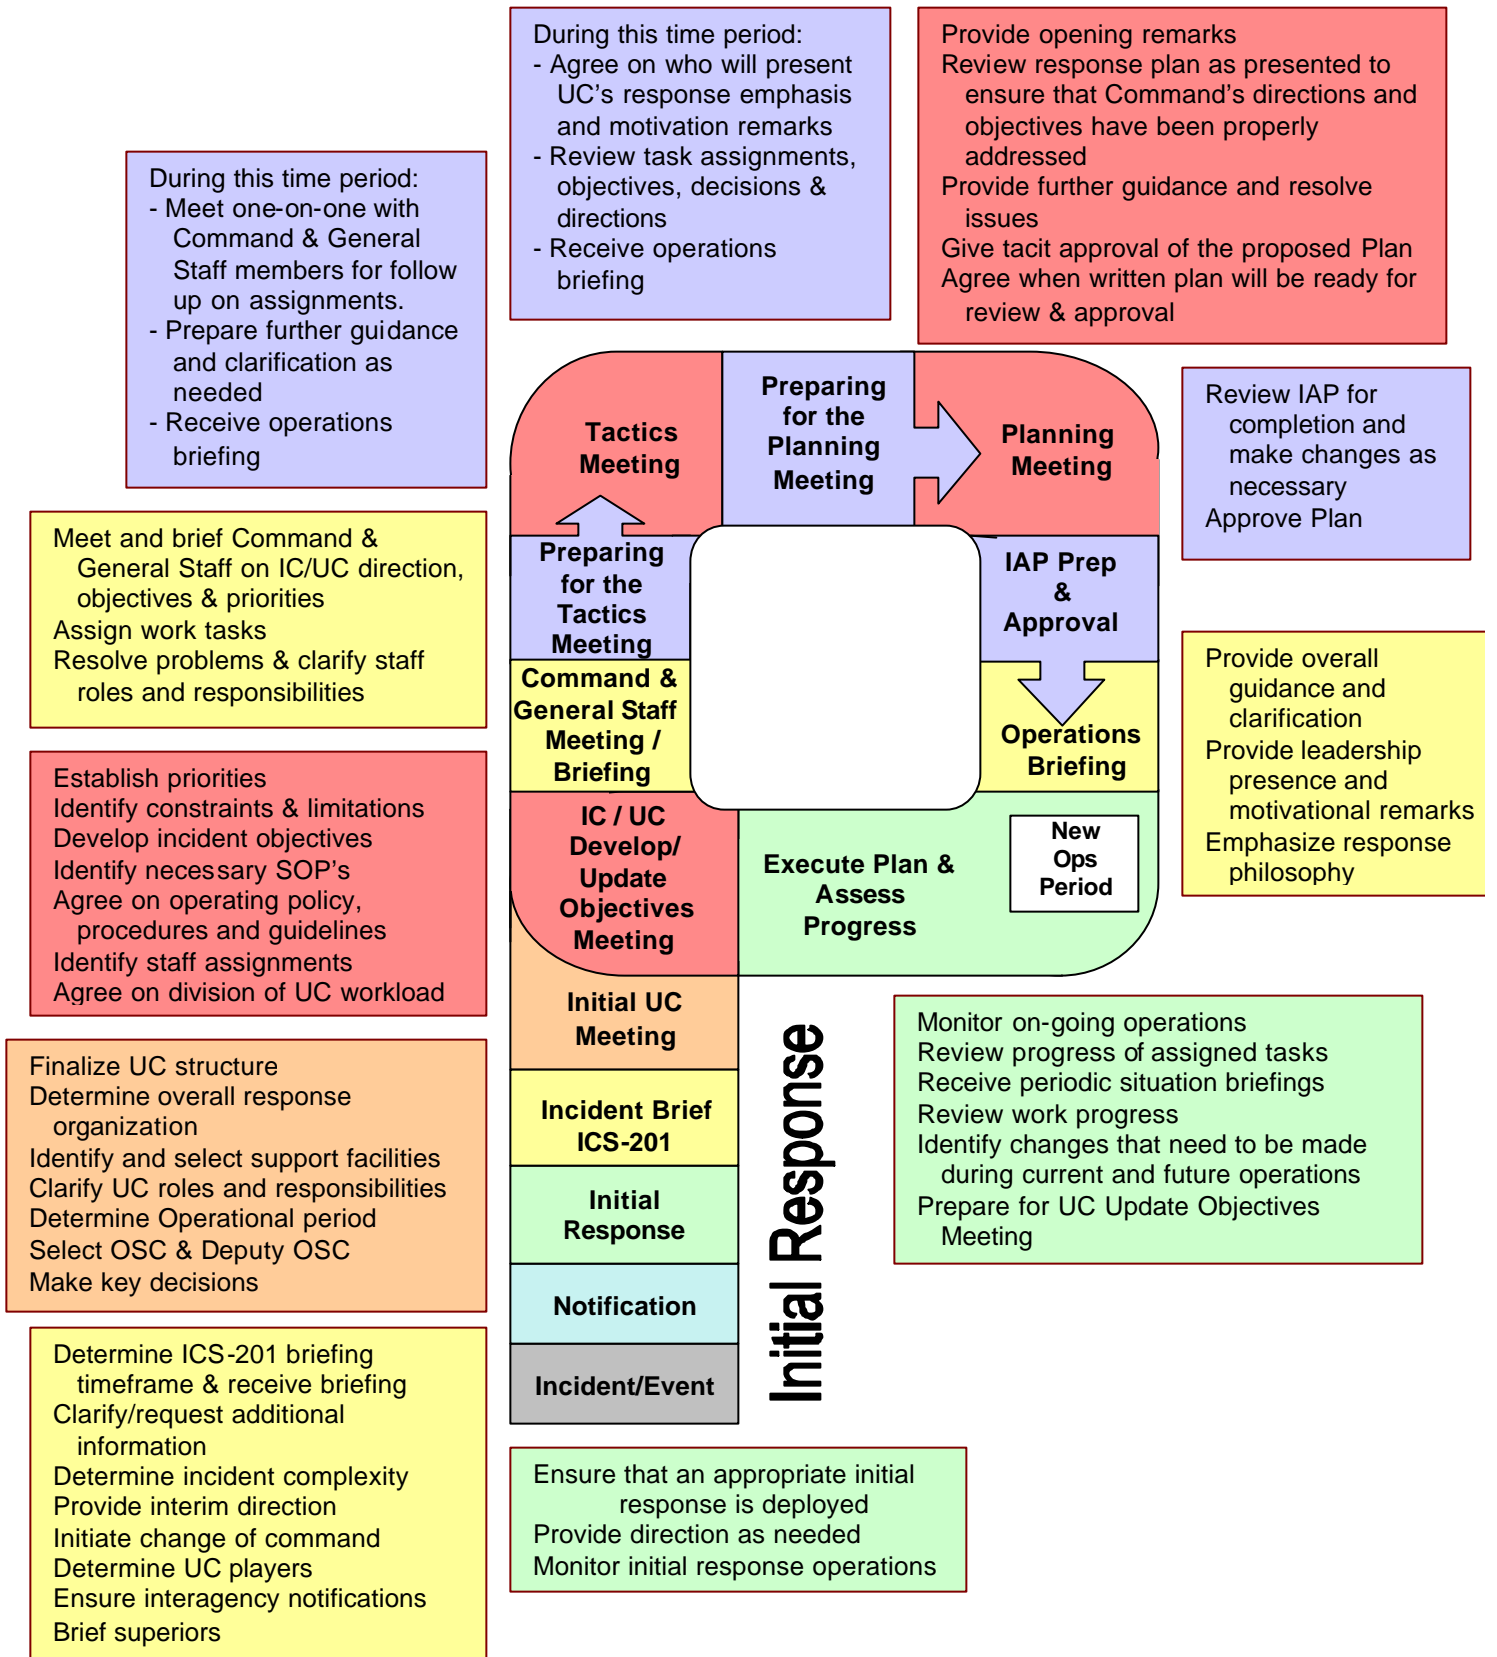 During this time period:
- Agree on who will present
UC's response emphasis
and motivation remarks
- Review task assignments,
objectives, decisions &
directions
- Receive operations
briefing
Provide opening remarks
Review response plan as presented to
ensure that Command's directions and
objectives have been properly
addressed
Provide further guidance and resolve
issues
Give tacit approval of the proposed Plan
Agree when written plan will be ready for
review & approval
During this time period:
- Meet one-on-one with
Command & General
Staff members for follow
up on assignments.
- Prepare further guidance
and clarification as
needed
- Receive operations
briefing
Tactics
Meeting
Preparing
for the
Planning
Meeting
Planning
Meeting
Review IAP for
completion and
make changes as
necessary
Approve Plan
Meet and brief Command &
General Staff on IC/UC direction,
objectives & priorities
Assign work tasks
Resolve problems & clarify staff
roles and responsibilities
Preparing
for the
Tactics
Meeting
IAP Prep
&
Approval
Command &
General Staff
Meeting /
Briefing
Operations
Briefing
Provide overall
guidance and
clarification
Provide leadership
presence and
motivational remarks
Emphasize response
philosophy
Establish priorities
Identify constraints & limitations
Develop incident objectives
Identify necessary SOP's
Agree on operating policy,
procedures and guidelines
Identify staff assignments
Agree on division of UC workload
IC / UC
Develop/
Update
Objectives
Meeting
Execute Plan &
Assess
Progress
New
Ops
Period
Initial UC
Meeting
Finalize UC structure
Determine overall response
organization
Identify and select support facilities
Clarify UC roles and responsibilities
Determine Operational period
Select OSC & Deputy OSC
Make key decisions
Incident Brief
ICS-201
Initial
Response
Notification
Incident/Event
Initial Response
Monitor on-going operations
Review progress of assigned tasks
Receive periodic situation briefings
Review work progress
Identify changes that need to be made
during current and future operations
Prepare for UC Update Objectives
Meeting
Determine ICS-201 briefing
timeframe & receive briefing
Clarify/request additional
information
Determine incident complexity
Provide interim direction
Initiate change of command
Determine UC players
Ensure interagency notifications
Brief superiors
Ensure that an appropriate initial
response is deployed
Provide direction as needed
Monitor initial response operations